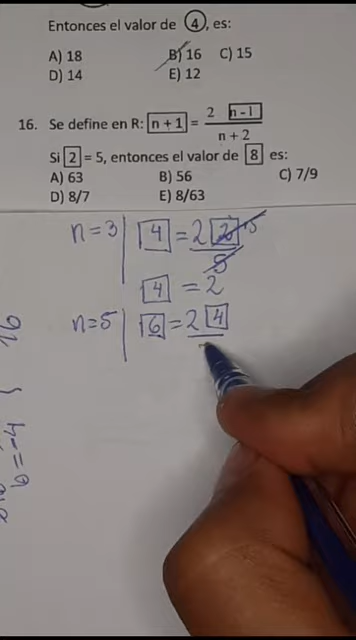 Entonces el valor de ④, es:
A) 18 B) 16 C) 15
D) 14 E) 12
16. Se define en R: [n + 1] = 2 [n - 1] / n + 2
Si [2] = 5, entonces el valor de [8] es:
A) 63 B) 56 C) 7/9
D) 8/7 E) 8/63
n=3 | [4] = 2 [2] 5 / 5
[4] = 2
n=5 | [6] = 2 [4]